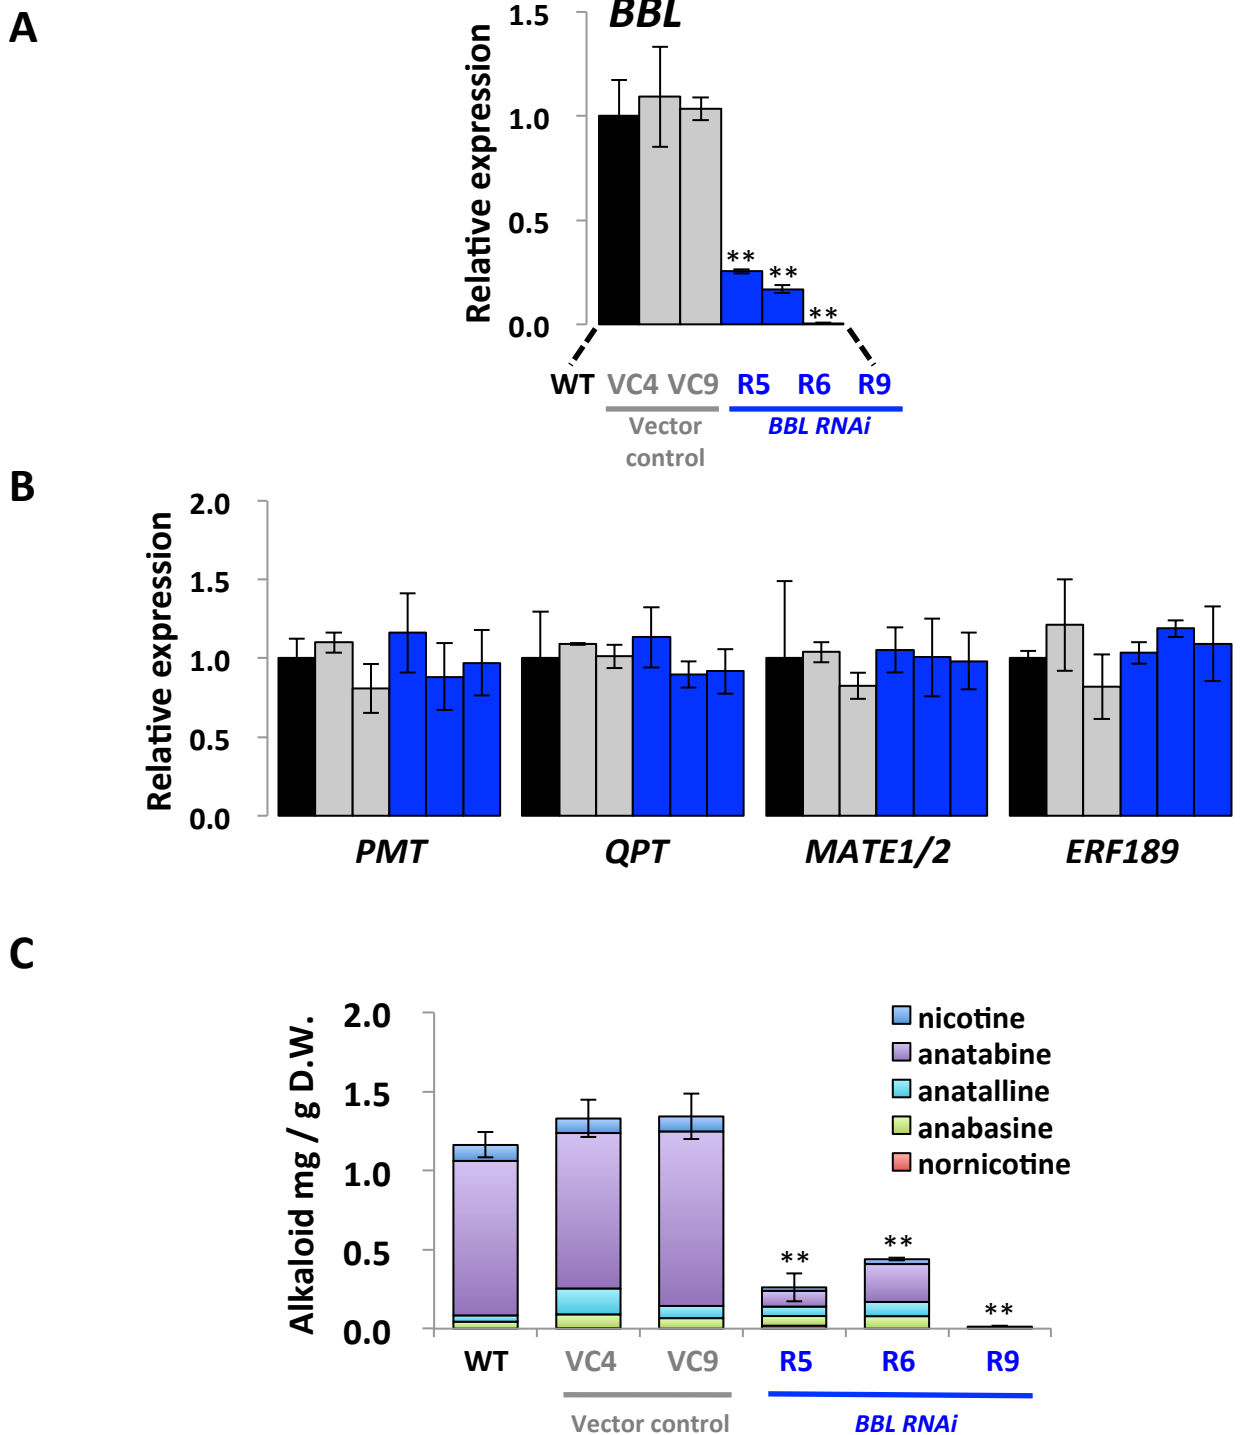 A
BBL
Relative expression
1.5
1.0
0.5
0.0
**
**
**
WT VC4 VC9 R5 R6 R9
Vector
control
BBL RNAi
B
Relative expression
2.0
1.5
1.0
0.5
0.0
PMT QPT MATE1/2 ERF189
C
Alkaloid mg / g D.W.
2.0
1.5
1.0
0.5
0.0
nicotine
anatabine
anatalline
anabasine
nornicotine
**
**
**
WT VC4 VC9 R5 R6 R9
Vector control BBL RNAi